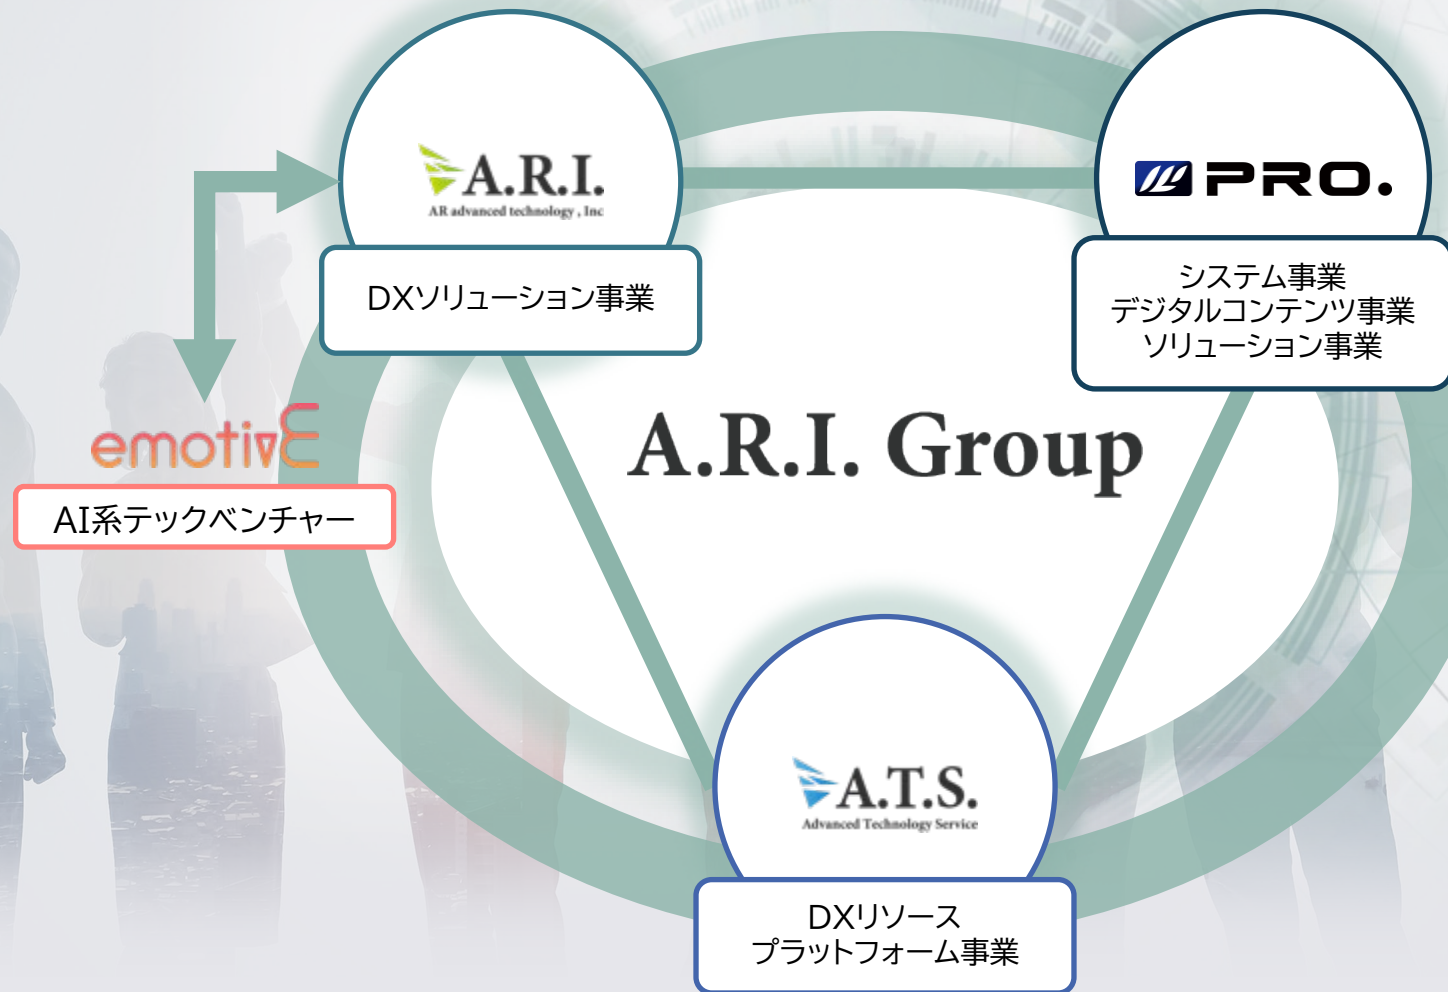 A.R.I.
AR advanced technology , Inc
DXソリューション事業
PRO.
システム事業
デジタルコンテンツ事業
ソリューション事業
emotivE
AI系テックベンチャー
A.R.I. Group
A.T.S.
Advanced Technology Service
DXリソース
プラットフォーム事業